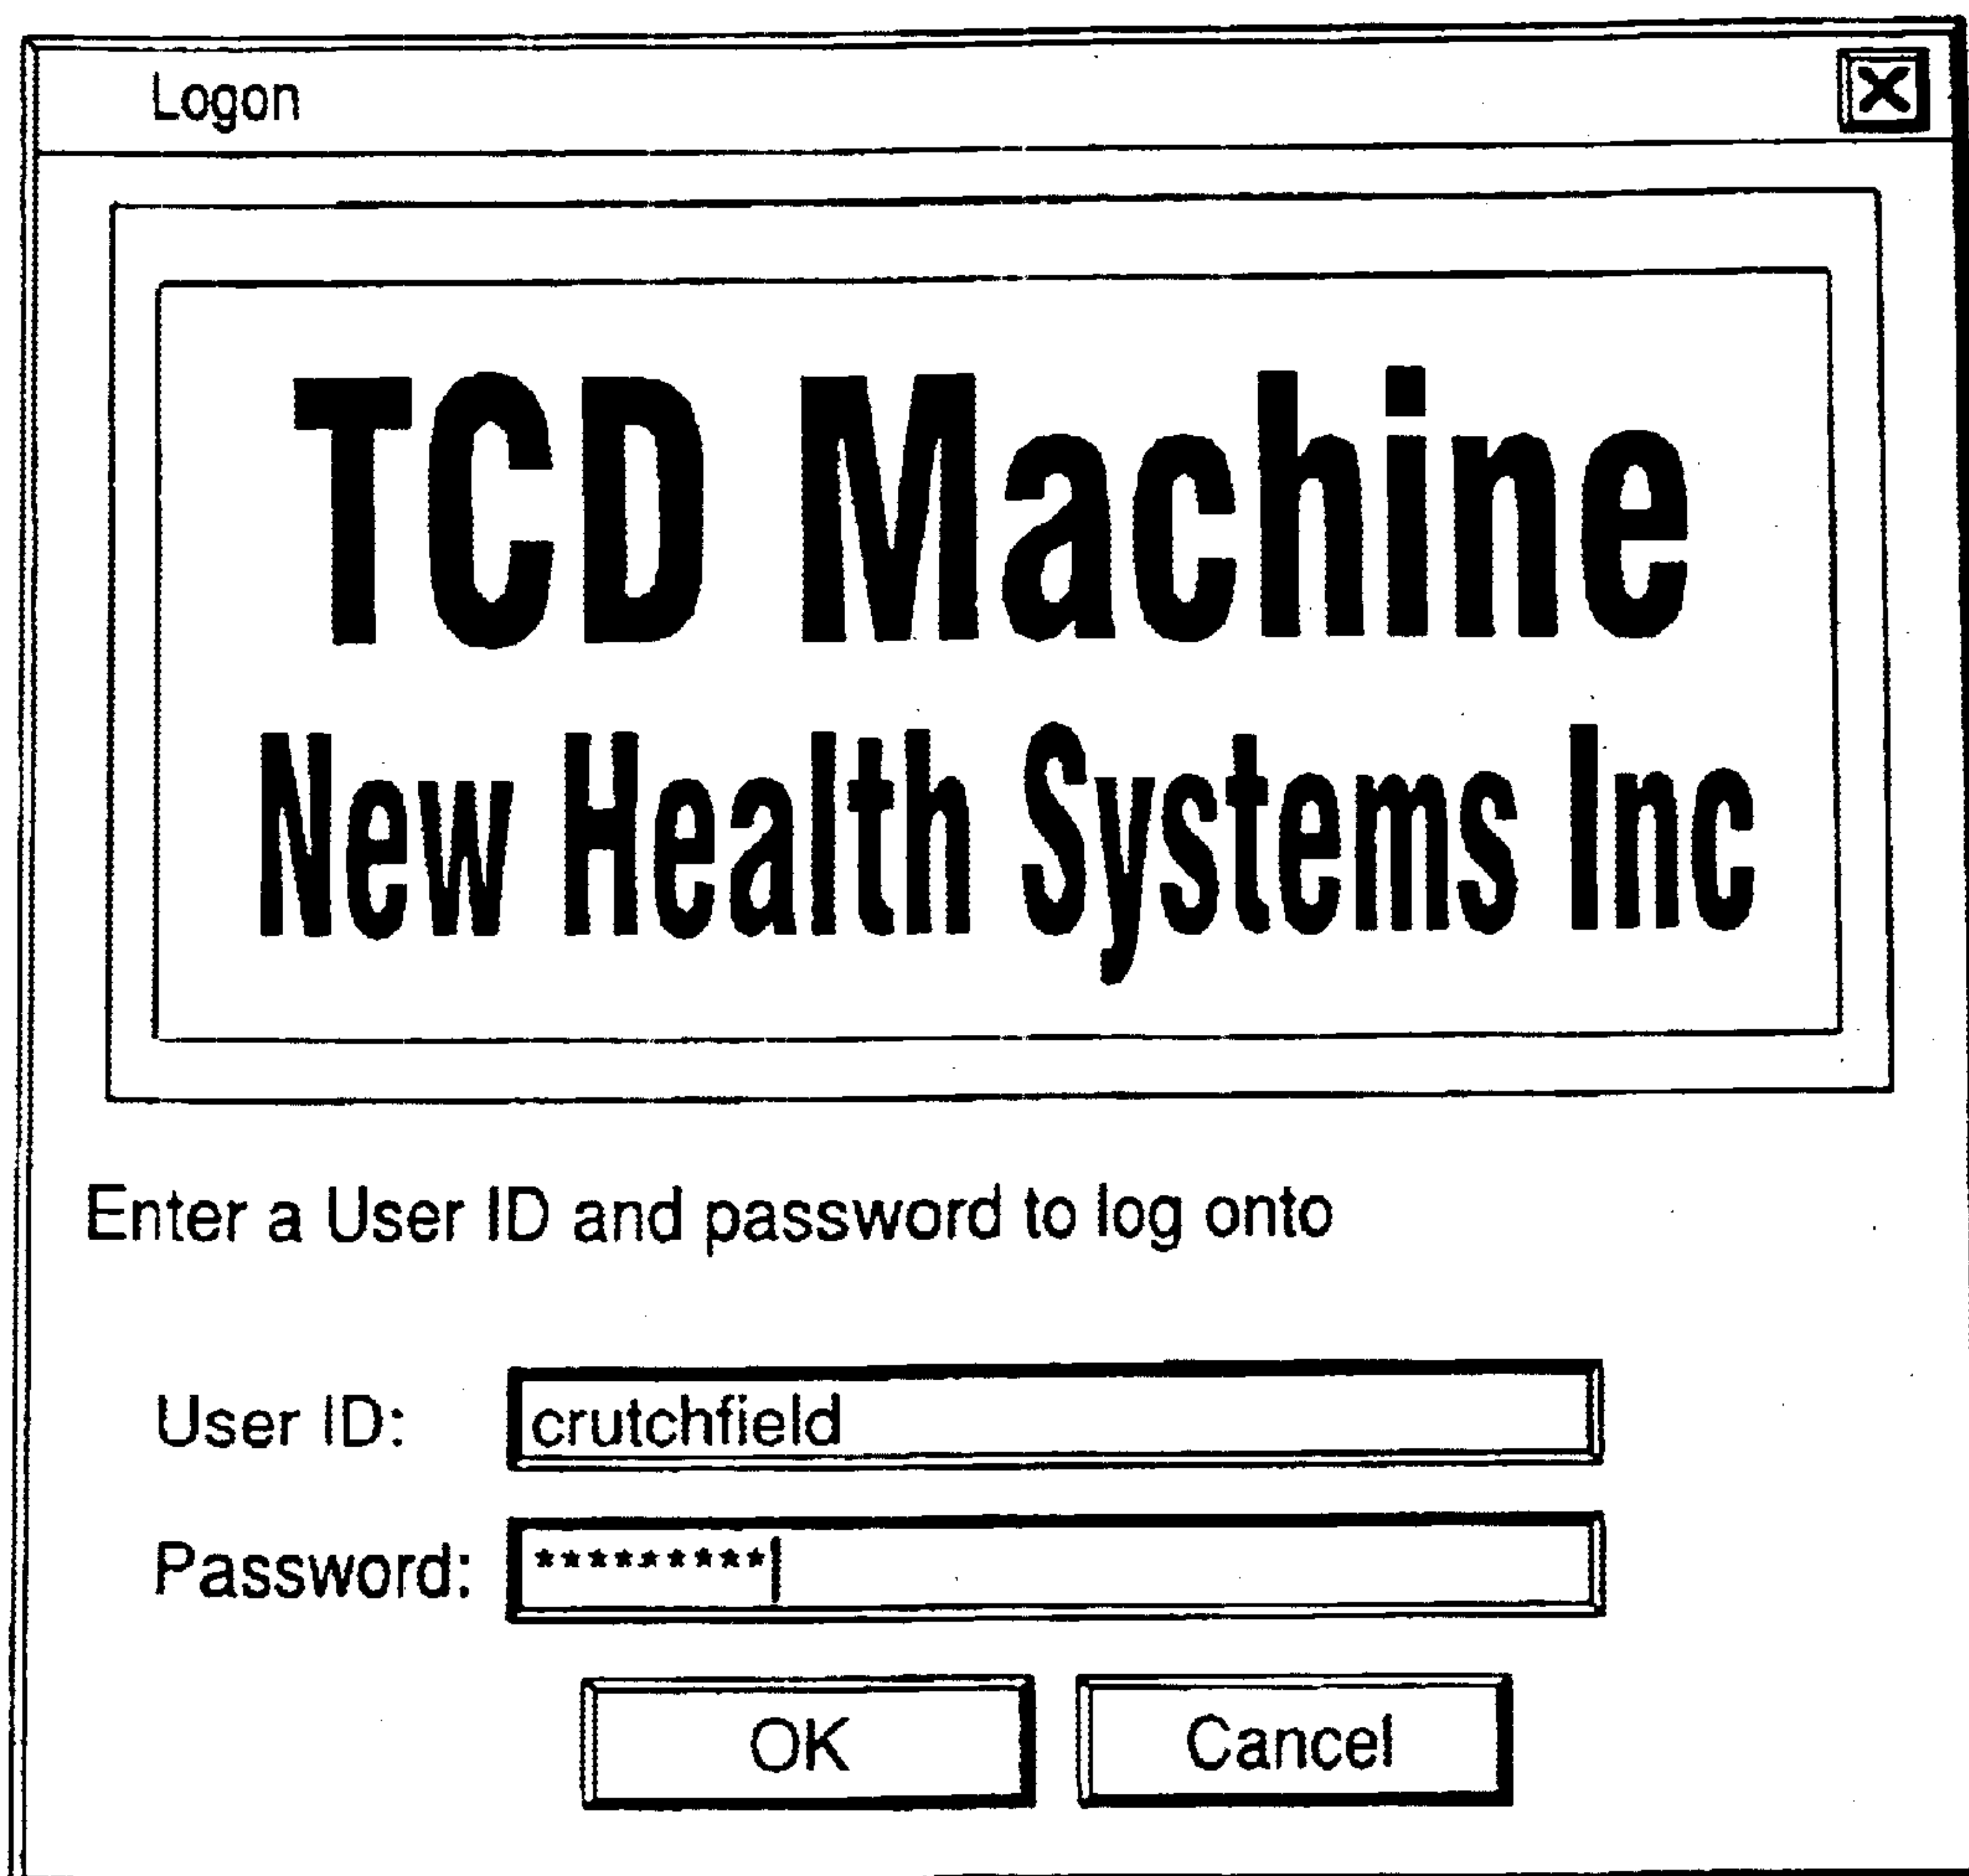 Logon
TCD Machine
New Health Systems Inc
Enter a User ID and password to log onto
User ID: crutchfield
Password: *********
OK Cancel